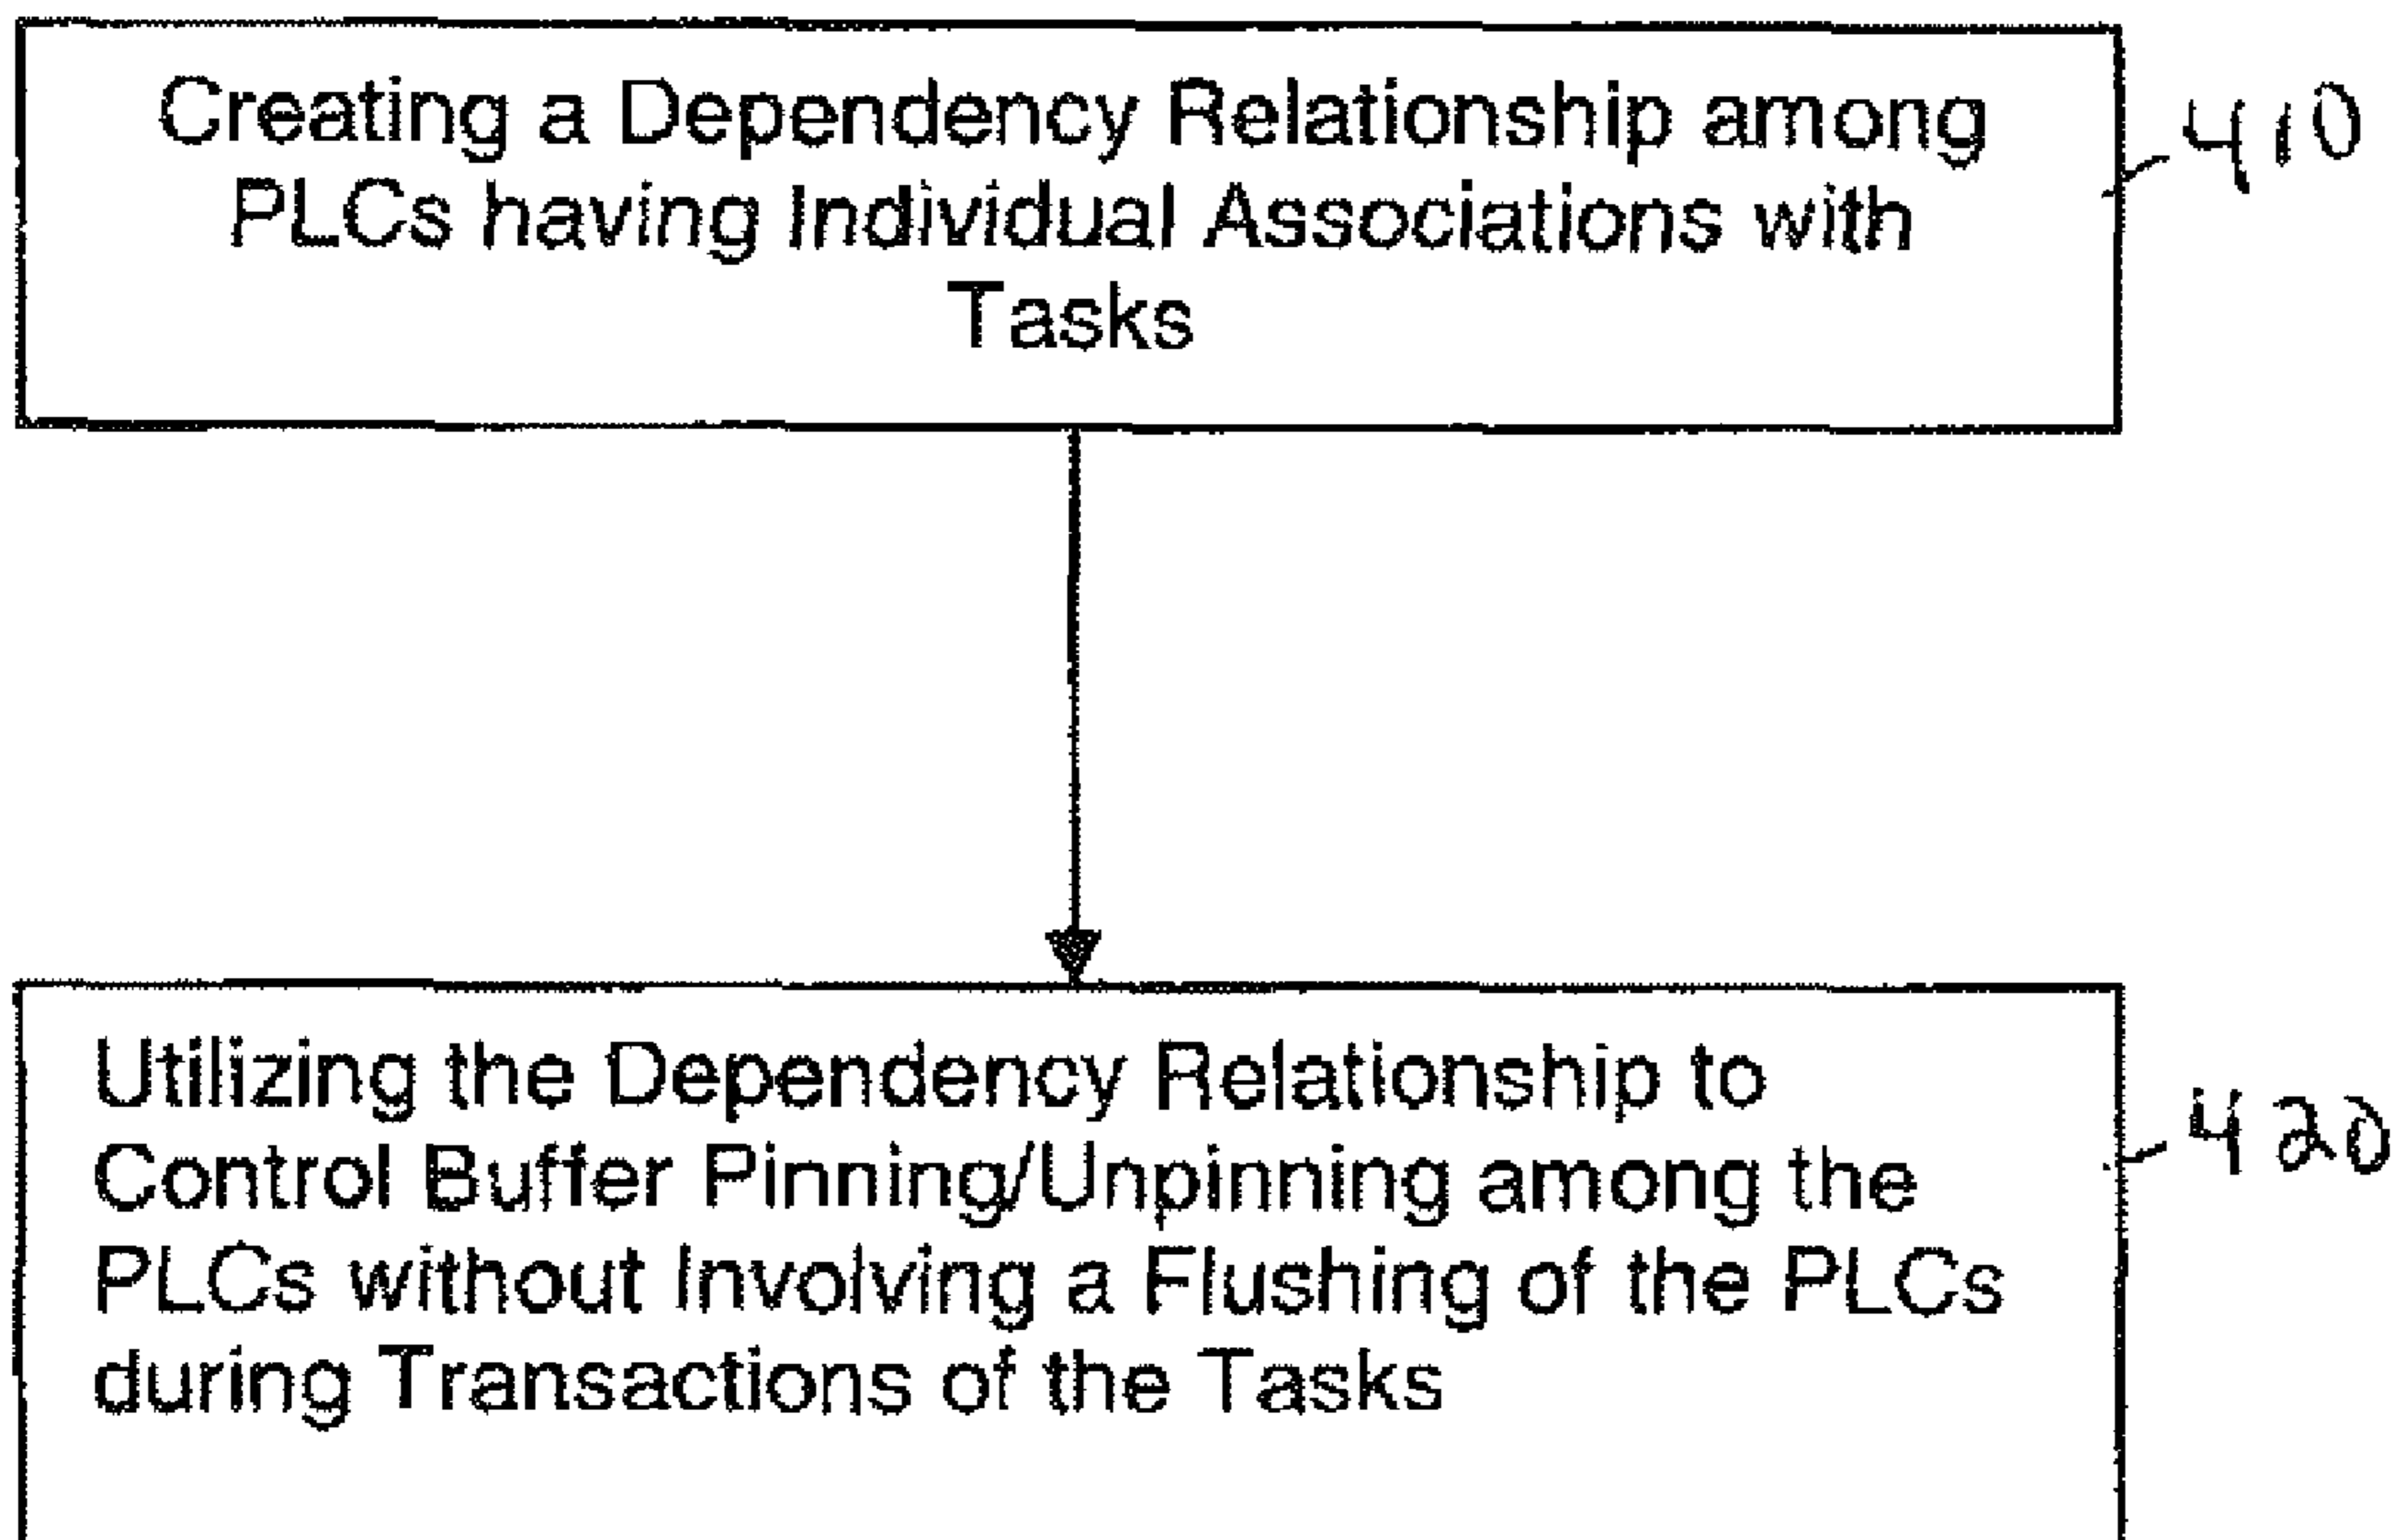 Creating a Dependency Relationship among
PLCs having Individual Associations with
Tasks
410
Utilizing the Dependency Relationship to
Control Buffer Pinning/Unpinning among the
PLCs without Involving a Flushing of the PLCs
during Transactions of the Tasks
420